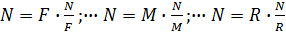 N = F · N/F ;⋯ N = M · N/M ;⋯ N = R · N/R